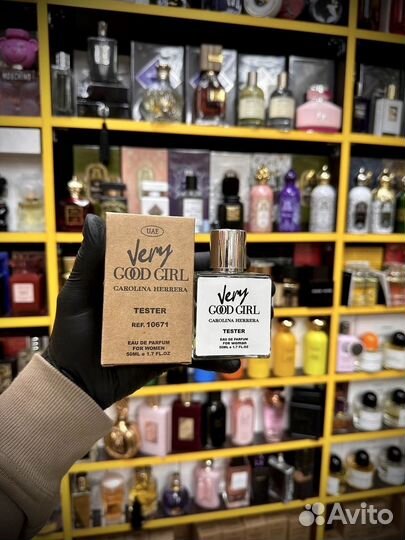 MOSCHINO
UAE
Very
GOOD GIRL
CAROLINA HERRERA
TESTER
REF. 10671
EAU DE PARFUM
FOR WOMEN
50ML e 1.7 FL.OZ
Very
GOOD GIRL
CAROLINA HERRERA
TESTER
EAU DE PARFUM
FOR WOMEN
50ML e 1.7 FL.OZ
Avito